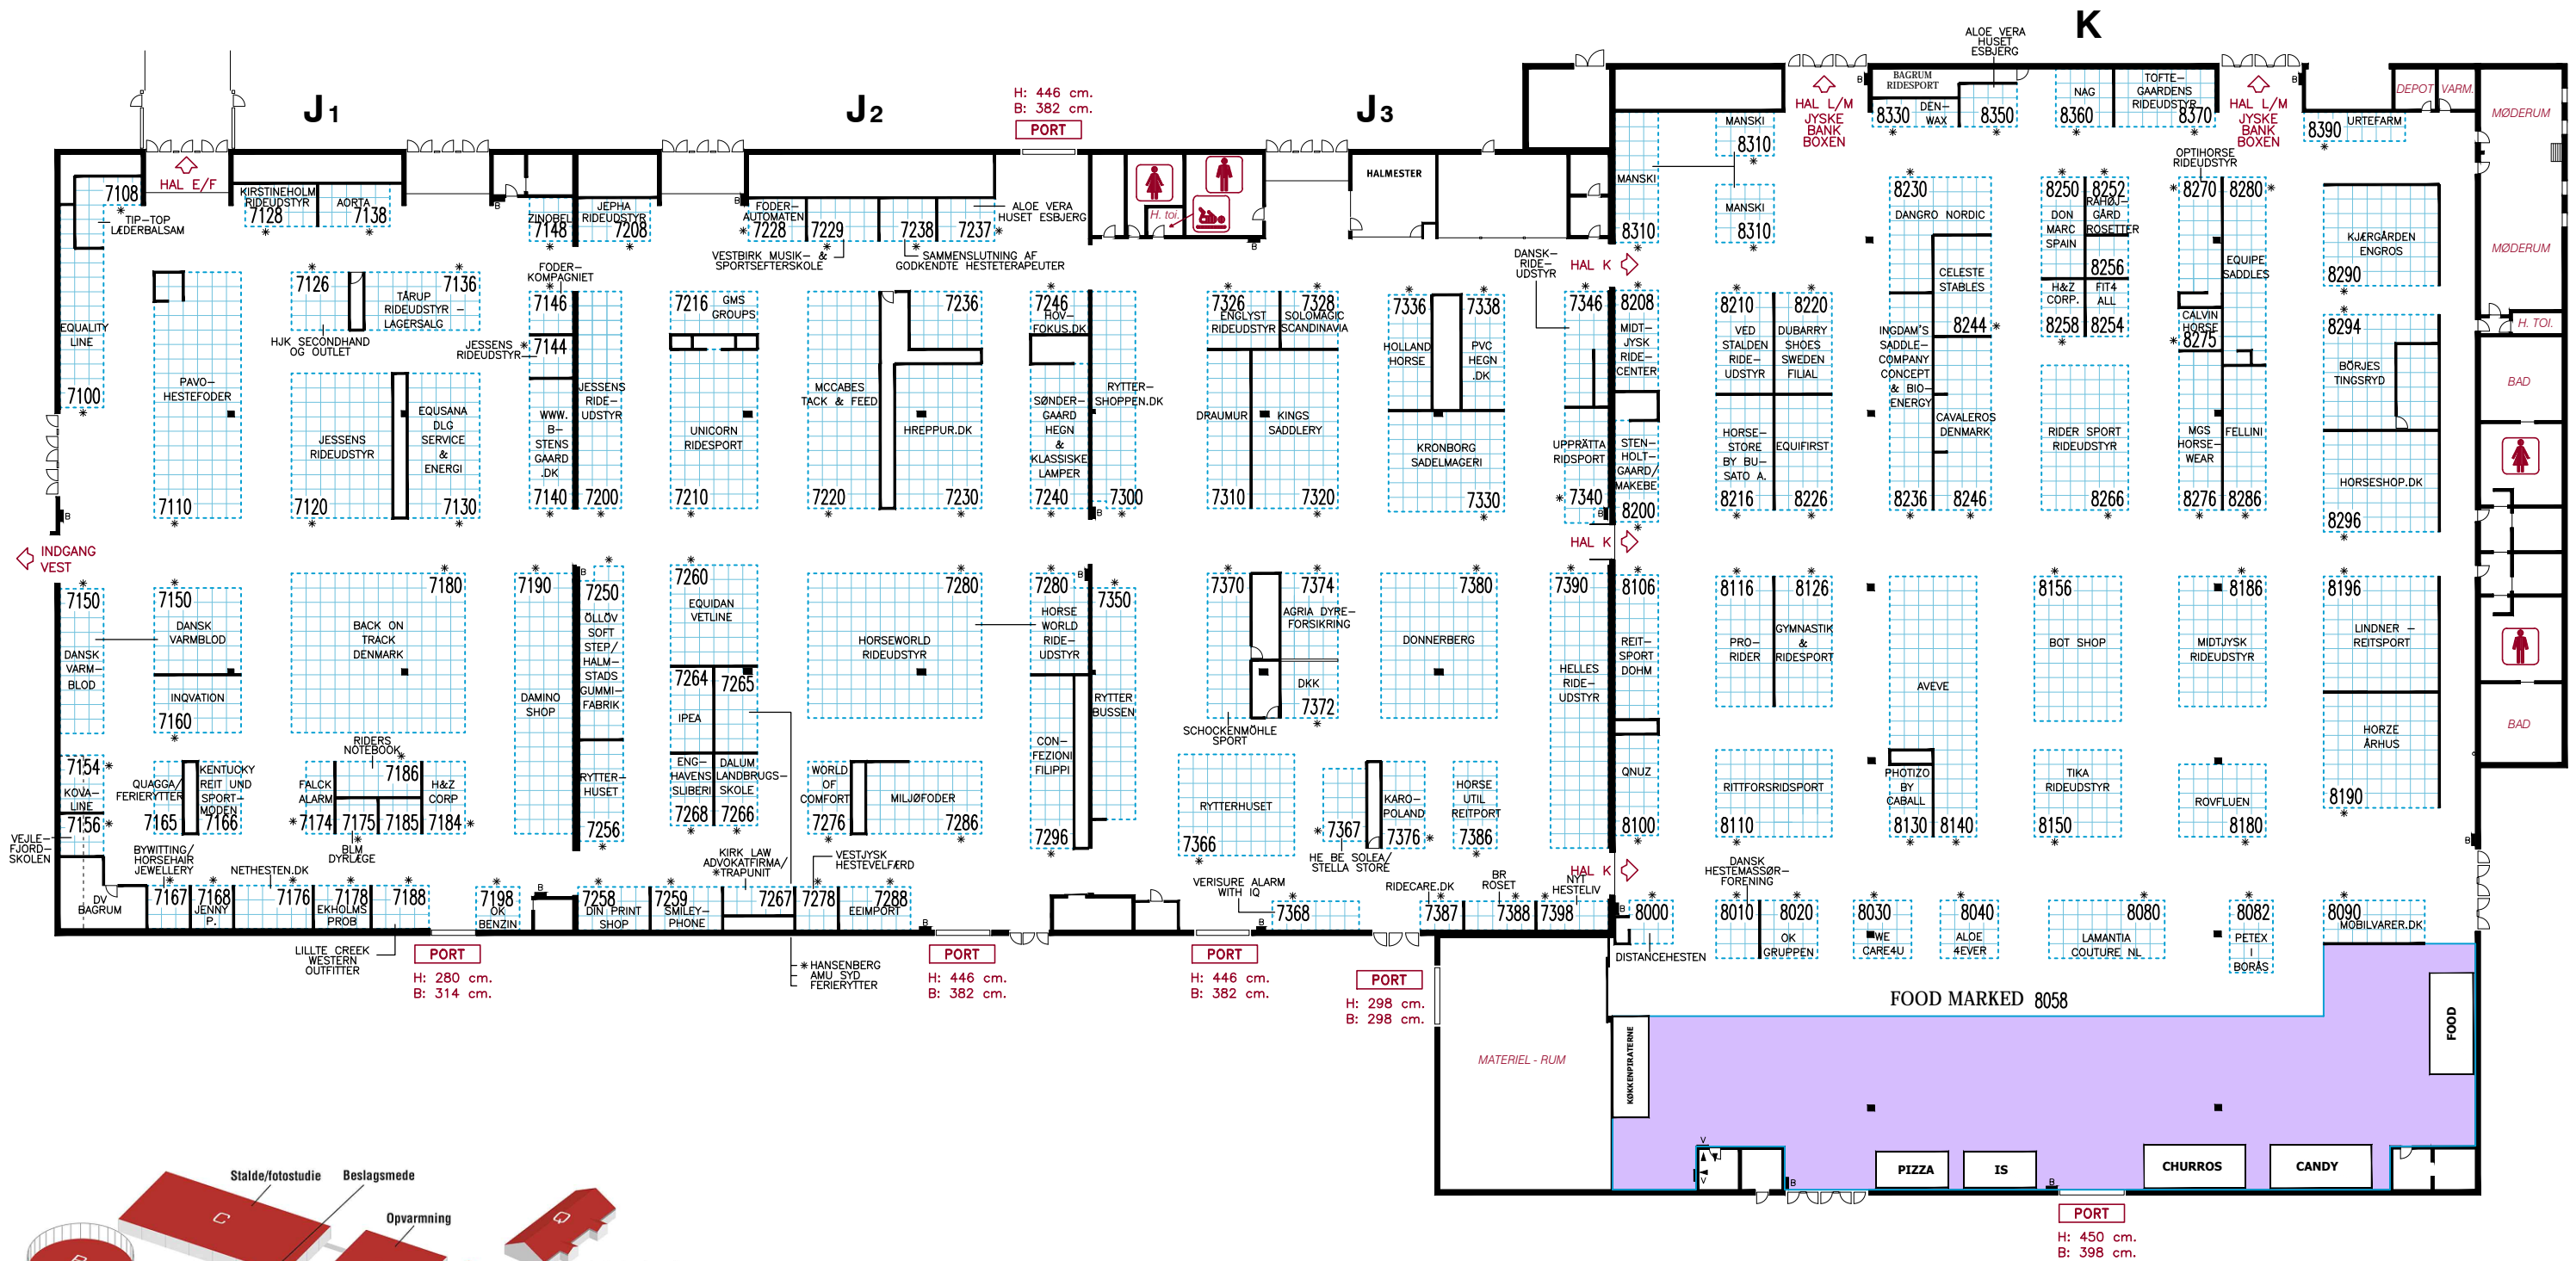 K
J1
J2
J3
H: 446 cm.
B: 382 cm.
PORT
ALOE VERA
HUSET
ESBJERG
BAGRUM
RIDESPORT
8330
DEN-
WAX
8350
HAL L/M
JYSKE
BANK
BOXEN
NAG
8360
TOFTE-
GAARDENS
RIDEUDSTYR
8370
HAL L/M
JYSKE
BANK
BOXEN
DEPOT
VARM.
MØDERUM
URTEFARM
8390
HAL E/F
7108
TIP-TOP
LÆDERBALSAM
KIRSTINEHOLM
RIDEUDSTYR
7128
AORTA
7138
ZINOBEL
7148
JEPHA
RIDEUDSTYR
7208
FODER-
AUTOMATEN
7228
7229
7238
7237
ALOE VERA
HUSET ESBJERG
VESTBIRK MUSIK- &
SPORTSEFTERSKOLE
SAMMENSLUTNING AF
GODKENDTE HESTETERAPEUTER
H. toi.
HALMESTER
MANSKI
8310
MANSKI
8310
MANSKI
8310
DANSK-
RIDE-
UDSTYR
HAL K
EQUALITY
LINE
7100
PAVO-
HESTEFODER
7110
7126
HJK SECONDHAND
OG OUTLET
7136
TÅRUP
RIDEUDSTYR -
LAGERSALG
JESSENS
RIDEUDSTYR
7120
EQUSANA
DLG
SERVICE
&
ENERGI
7130
FODER-
KOMPAGNIET
7146
JESSENS
RIDEUDSTYR
7144
WWW.
B-
STENS
GAARD
.DK
7140
JESSENS
RIDE-
UDSTYR
7200
7216
GMS
GROUPS
UNICORN
RIDESPORT
7210
MCCABES
TACK & FEED
7220
7236
HREPPUR.DK
7230
7246
HOV-
FOKUS.DK
SØNDER-
GAARD
HEGN
&
KLASSISKE
LAMPER
7240
RYTTER-
SHOPPEN.DK
7300
7326
ENGLYST
RIDEUDSTYR
7328
SOLOMAGIC
SCANDINAVIA
DRAUMUR
7310
KINGS
SADDLERY
7320
7336
HOLLAND
HORSE
7338
PVC
HEGN
.DK
KRONBORG
SADELMAGERI
7330
7346
UPPRÄTTA
RIDSPORT
7340
8208
MIDT-
JYSK
RIDE-
CENTER
STEN-
HOLT-
GAARD/
MAKEBE
8200
8210
VED
STALDEN
RIDE-
UDSTYR
8220
DUBARRY
SHOES
SWEDEN
FILIAL
HORSE-
STORE
BY BU-
SATO A.
8216
EQUIFIRST
8226
8230
DANGRO NORDIC
CELESTE
STABLES
8244
INGDAM'S
SADDLE-
COMPANY
CONCEPT
& BIO-
ENERGY
8236
CAVALEROS
DENMARK
8246
8250
DON
MARC
SPAIN
8252
RÅHØJ-
GÅRD
ROSETTER
8256
H&Z
CORP.
8258
FIT4
ALL
8254
RIDER SPORT
RIDEUDSTYR
8266
OPTIHORSE
RIDEUDSTYR
8270
8280
EQUIPE
SADDLES
CALVIN
HORSE
8275
MGS
HORSE-
WEAR
8276
FELLINI
8286
KJÆRGÅRDEN
ENGROS
8290
8294
BÖRJES
TINGSRYD
HORSESHOP.DK
8296
MØDERUM
H. TOI.
BAD
INDGANG
VEST
HAL K
7150
DANSK
VARM-
BLOD
7150
DANSK
VARMBLOD
INOVATION
7160
7180
BACK ON
TRACK
DENMARK
7190
DAMINO
SHOP
7250
ÖLLÖV
SOFT
STEP/
HALM-
STADS
GUMMI-
FABRIK
RYTTER-
HUSET
7256
7260
EQUIDAN
VETLINE
7264
IPEA
7265
ENG-
HAVENS
SLIBERI
7268
DALUM
LANDBRUGS-
SKOLE
7266
7280
HORSEWORLD
RIDEUDSTYR
7280
HORSE
WORLD
RIDE-
UDSTYR
CON-
FEZIONI
FILIPPI
7296
7350
RYTTER
BUSSEN
WORLD
OF
COMFORT
7276
MILJØFODER
7286
7370
SCHOCKENMÖHLE
SPORT
7374
AGRIA DYRE-
FORSIKRING
DKK
7372
7380
DONNERBERG
7390
HELLES
RIDE-
UDSTYR
RYTTERHUSET
7366
7367
HE BE SOLEA/
STELLA STORE
KARO-
POLAND
7376
HORSE
UTIL
REITPORT
7386
8106
REIT-
SPORT
DOHM
QNUZ
8100
8116
PRO-
RIDER
8126
GYMNASTIK
&
RIDESPORT
RITTFORSRIDSPORT
8110
AVEVE
PHOTIZO
BY
CABALL
8130
8140
8156
BOT SHOP
TIKA
RIDEUDSTYR
8150
8186
MIDTJYSK
RIDEUDSTYR
ROVFLUEN
8180
8196
LINDNER -
REITSPORT
HORZE
ÅRHUS
8190
BAD
7154
KOVA-
LINE
7156
VEJLE-
FJORD-
SKOLEN
QUAGGA/
FERIERYTTER
7165
KENTUCKY
REIT UND
SPORT-
MODEN
7166
RIDERS
NOTEBOOK
7186
FALCK
ALARM
7174
7175
7185
H&Z
CORP
7184
BLM
DYRLÆGE
BYWITTING/
HORSEHAIR
JEWELLERY
NETHESTEN.DK
DV
BAGRUM
7167
7168
JENNY
P.
7176
7178
EKHOLMS
PROB
7188
LILLTE CREEK
WESTERN
OUTFITTER
7198
OK
BENZIN
7258
DIN PRINT
SHOP
7259
SMILEY-
PHONE
KIRK LAW
ADVOKATFIRMA/
TRAPUNIT
7267
VESTJYSK
HESTEVELFÆRD
7278
7288
EEIMPORT
HANSENBERG
AMU SYD
FERIERYTTER
VERISURE ALARM
WITH IQ
7368
RIDECARE.DK
7387
BR
ROSET
7388
NYT
HESTELIV
7398
HAL K
8000
DISTANCEHESTEN
DANSK
HESTEMASSØR-
FORENING
8010
8020
OK
GRUPPEN
8030
WE
CARE4U
8040
ALOE
4EVER
8080
LAMANTIA
COUTURE NL
8082
PETEX
I
BORÅS
8090
MOBILVARER.DK
PORT
H: 280 cm.
B: 314 cm.
PORT
H: 446 cm.
B: 382 cm.
PORT
H: 446 cm.
B: 382 cm.
PORT
H: 298 cm.
B: 298 cm.
FOOD MARKED 8058
MATERIEL - RUM
KØKKENPIRATERNE
FOOD
PIZZA
IS
CHURROS
CANDY
PORT
H: 450 cm.
B: 398 cm.
Stalde/fotostudie
Beslagsmede
Opvarmning
C
Q